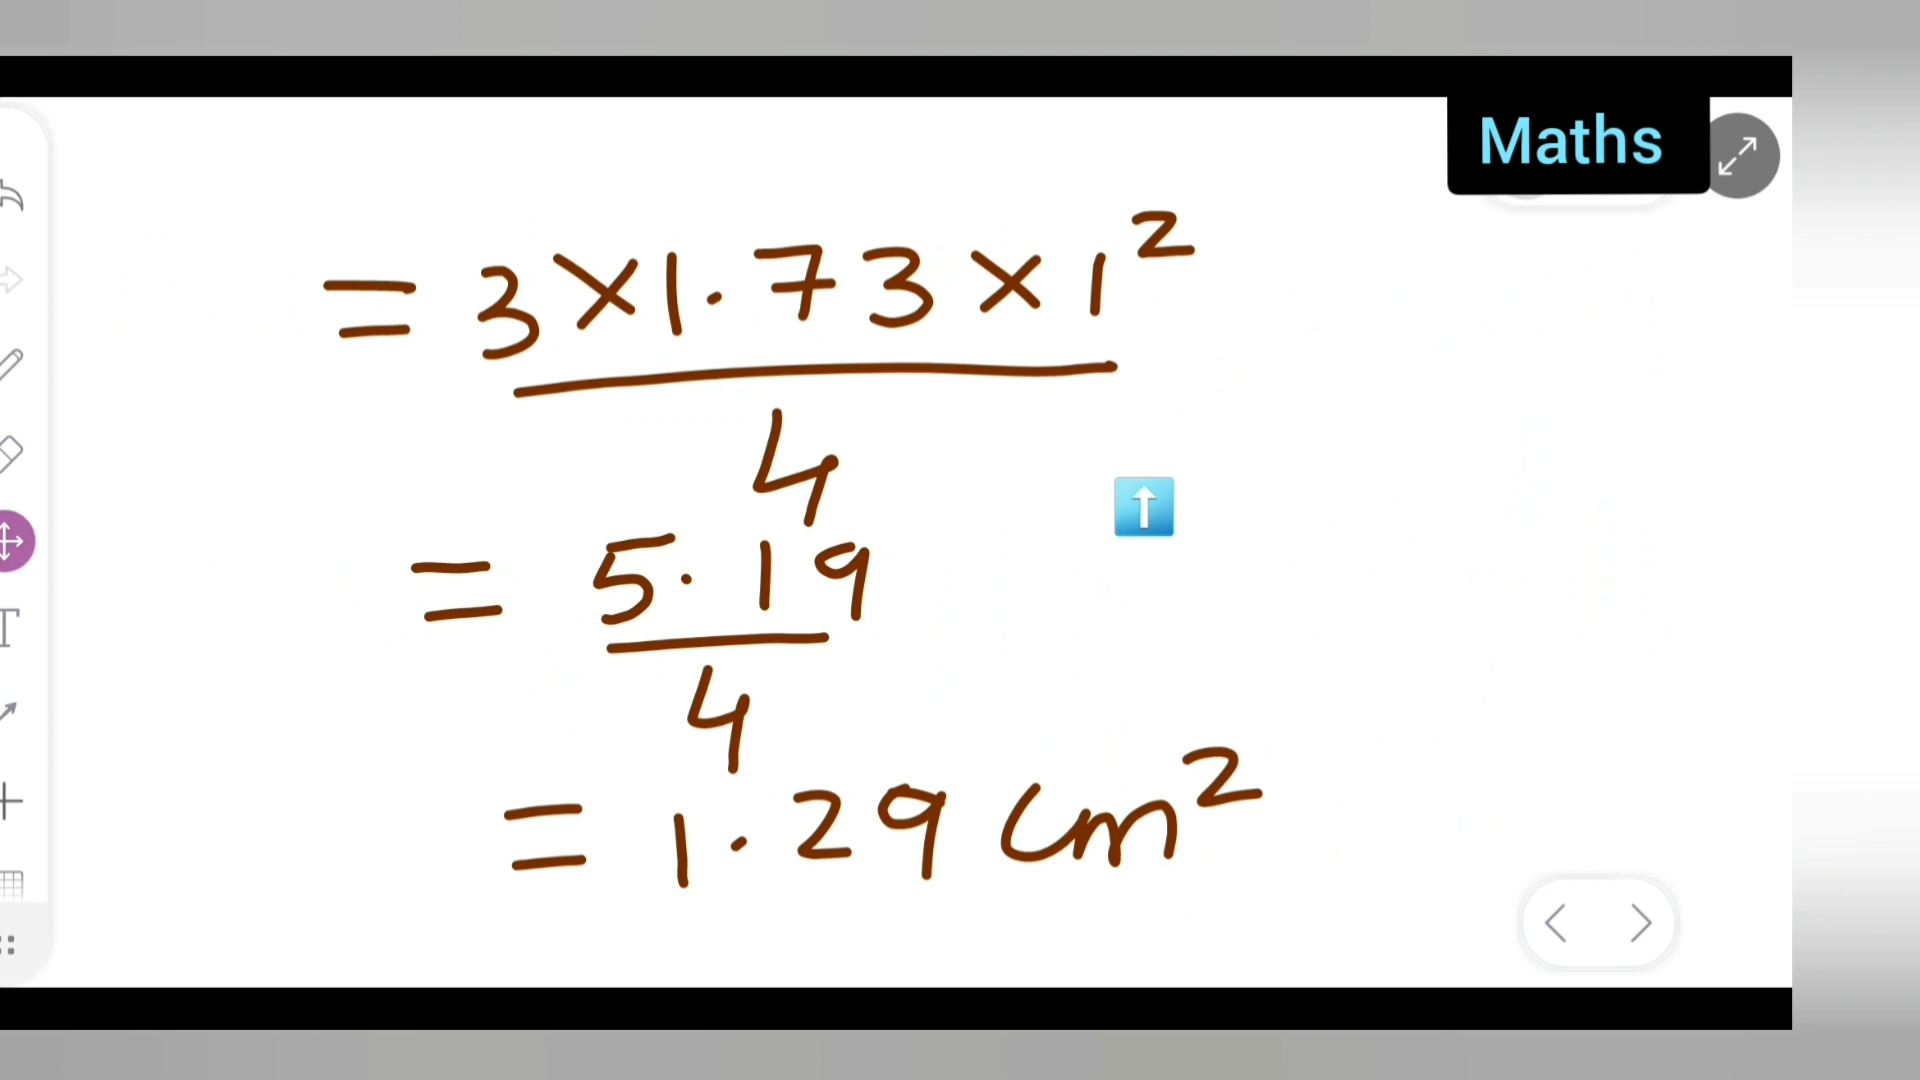 Maths
= 3 × 1.73 × 1²
4
= 5.19
4
= 1.29 cm²